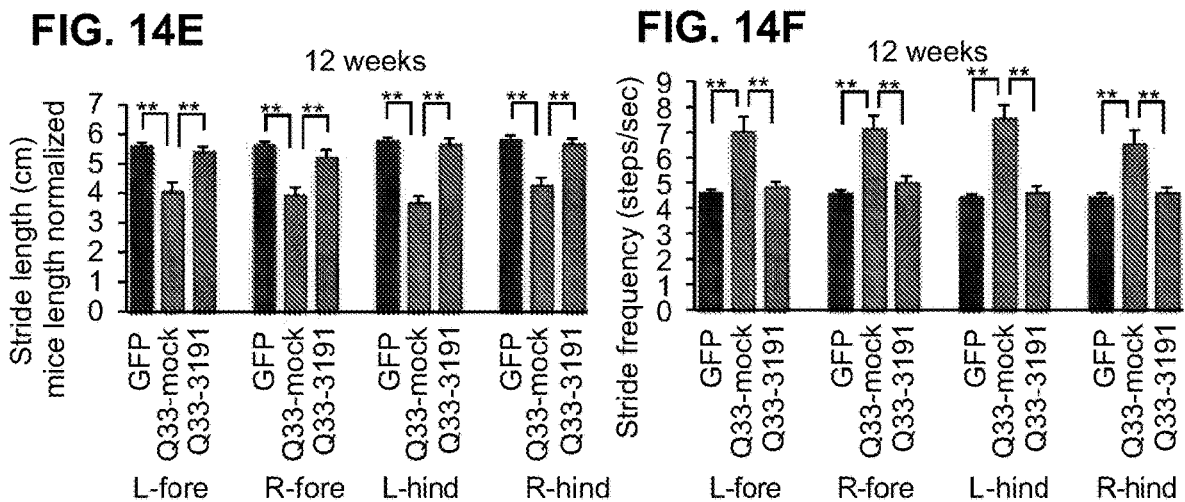 FIG. 14E
12 weeks
Stride length (cm)
mice length normalized
7
6
5
4
3
2
1
0
** ** ** ** ** ** ** **
GFP Q33-mock Q33-3191 GFP Q33-mock Q33-3191 GFP Q33-mock Q33-3191 GFP Q33-mock Q33-3191
L-fore R-fore L-hind R-hind
FIG. 14F
12 weeks
Stride frequency (steps/sec)
9
8
7
6
5
4
3
2
1
0
** ** ** ** ** ** ** **
GFP Q33-mock Q33-3191 GFP Q33-mock Q33-3191 GFP Q33-mock Q33-3191 GFP Q33-mock Q33-3191
L-fore R-fore L-hind R-hind